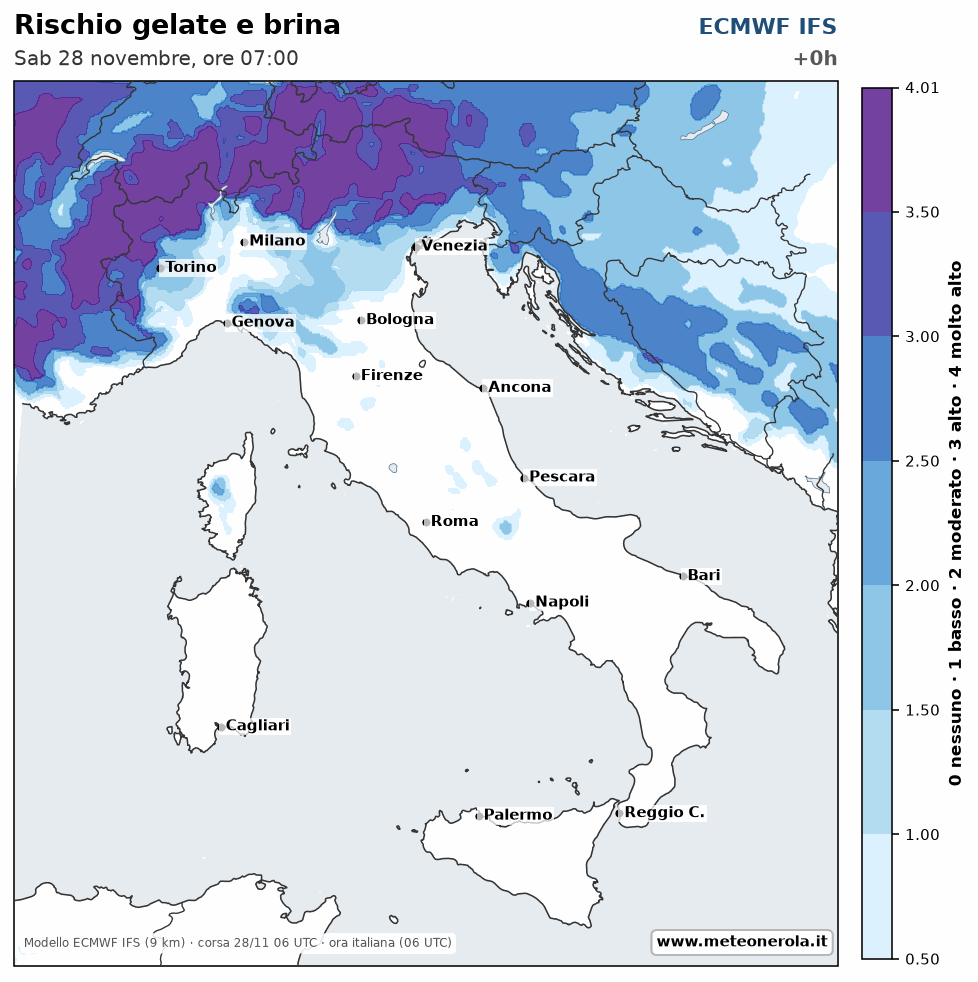 Rischio gelate e brina
ECMWF IFS
Sab 28 novembre, ore 07:00
+0h
4.01
3.50
3.00
2.50
2.00
1.50
1.00
0.50
0 nessuno · 1 basso · 2 moderato · 3 alto · 4 molto alto
Milano
Venezia
Torino
Bologna
Genova
Firenze
Ancona
Pescara
Roma
Bari
Napoli
Cagliari
Palermo
Reggio C.
Modello ECMWF IFS (9 km) · corsa 28/11 06 UTC · ora italiana (06 UTC)
www.meteonerola.it